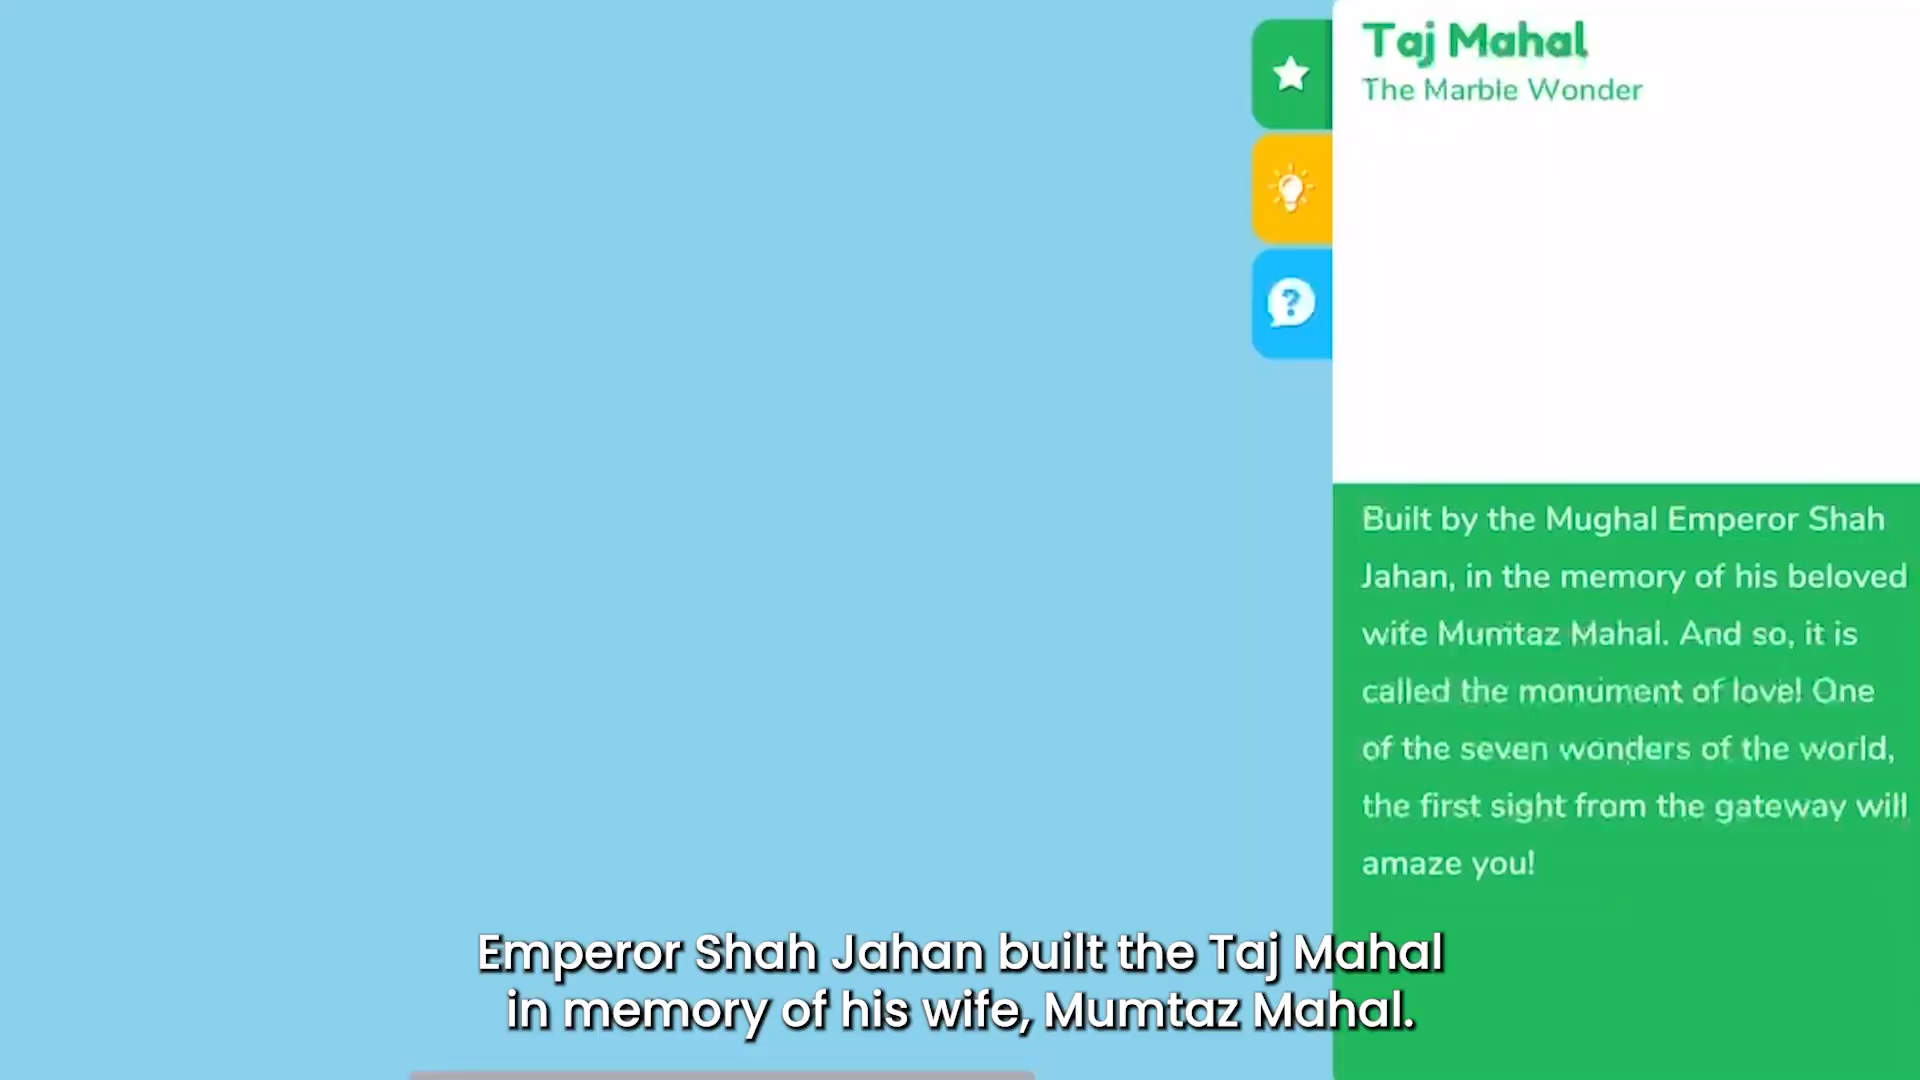 Taj Mahal
The Marble Wonder
Built by the Mughal Emperor Shah
Jahan, in the memory of his beloved
wife Mumtaz Mahal. And so, it is
called the monument of love! One
of the seven wonders of the world,
the first sight from the gateway will
amaze you!
Emperor Shah Jahan built the Taj Mahal
in memory of his wife, Mumtaz Mahal.